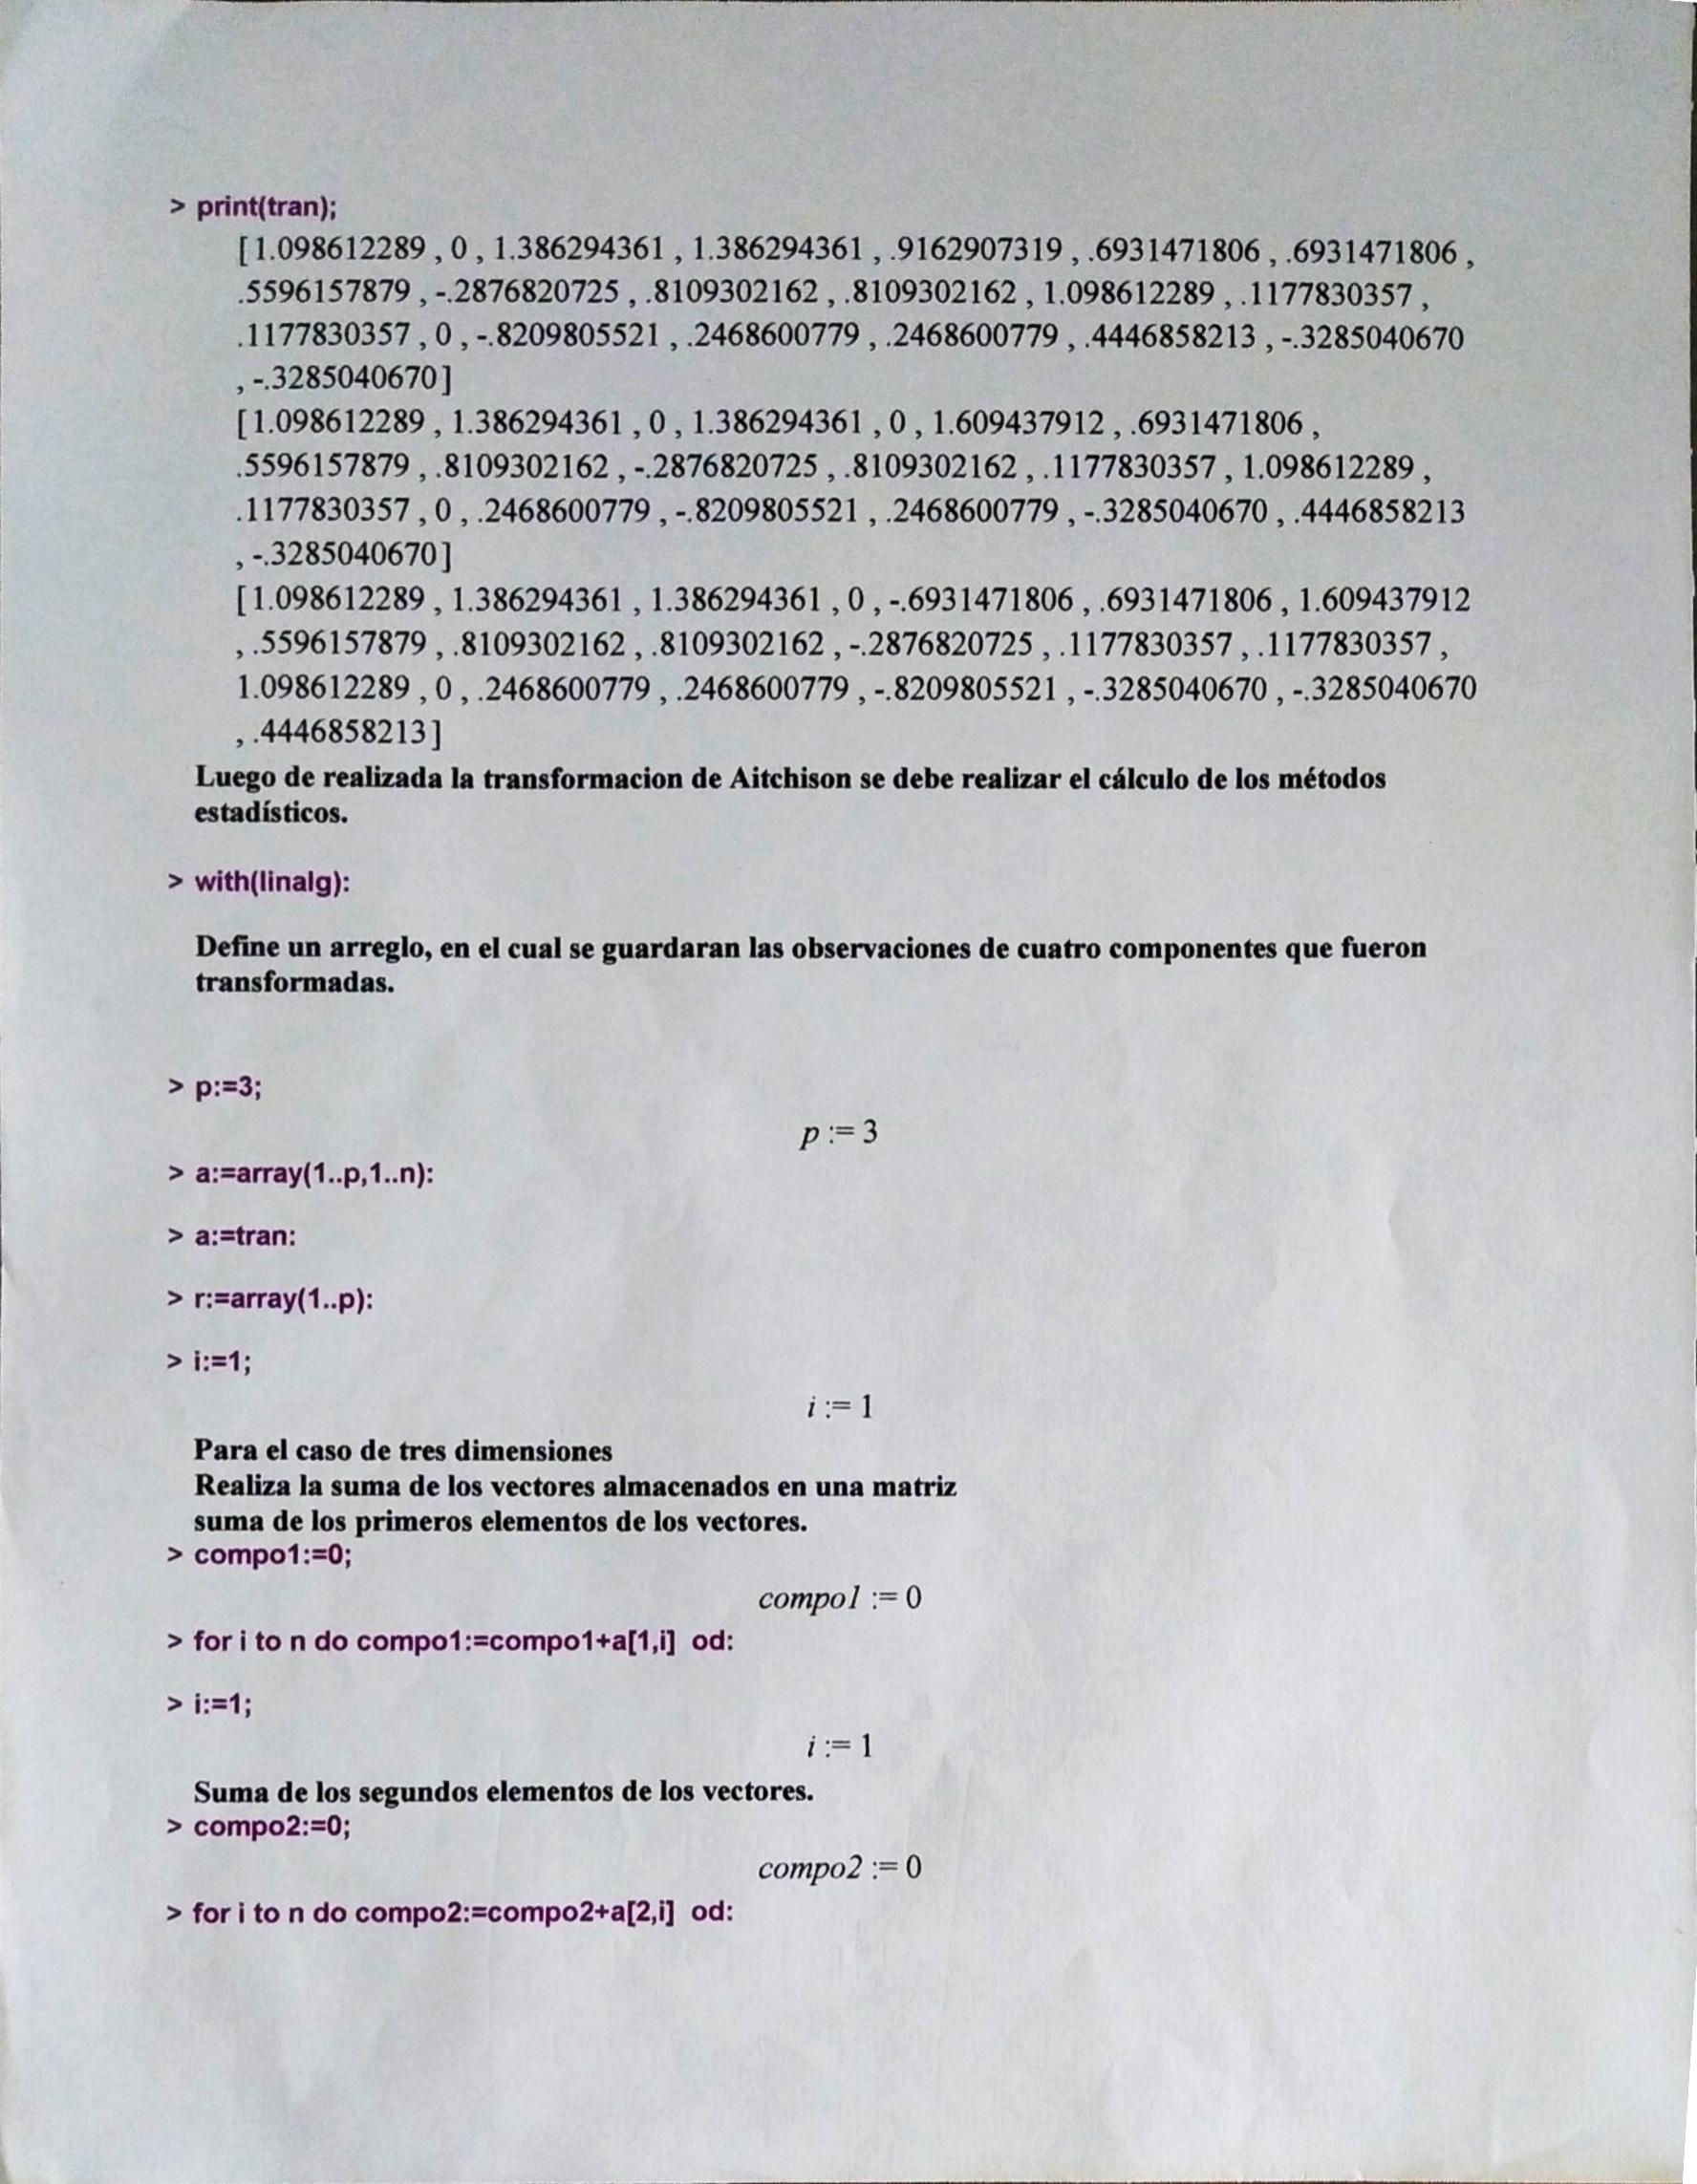 > print(tran);
[1.098612289 , 0 , 1.386294361 , 1.386294361 , .9162907319 , .6931471806 , .6931471806 ,
.5596157879 , -.2876820725 , .8109302162 , .8109302162 , 1.098612289 , .1177830357 ,
.1177830357 , 0 , -.8209805521 , .2468600779 , .2468600779 , .4446858213 , -.3285040670
, -.3285040670]
[1.098612289 , 1.386294361 , 0 , 1.386294361 , 0 , 1.609437912 , .6931471806 ,
.5596157879 , .8109302162 , -.2876820725 , .8109302162 , .1177830357 , 1.098612289 ,
.1177830357 , 0 , .2468600779 , -.8209805521 , .2468600779 , -.3285040670 , .4446858213
, -.3285040670]
[1.098612289 , 1.386294361 , 1.386294361 , 0 , -.6931471806 , .6931471806 , 1.609437912
, .5596157879 , .8109302162 , .8109302162 , -.2876820725 , .1177830357 , .1177830357 ,
1.098612289 , 0 , .2468600779 , .2468600779 , -.8209805521 , -.3285040670 , -.3285040670
, .4446858213]
Luego de realizada la transformacion de Aitchison se debe realizar el cálculo de los métodos
estadísticos.
> with(linalg):
Define un arreglo, en el cual se guardaran las observaciones de cuatro componentes que fueron
transformadas.
> p:=3;
p := 3
> a:=array(1..p,1..n):
> a:=tran:
> r:=array(1..p):
> i:=1;
i := 1
Para el caso de tres dimensiones
Realiza la suma de los vectores almacenados en una matriz
suma de los primeros elementos de los vectores.
> compo1:=0;
compo1 := 0
> for i to n do compo1:=compo1+a[1,i] od:
> i:=1;
i := 1
Suma de los segundos elementos de los vectores.
> compo2:=0;
compo2 := 0
> for i to n do compo2:=compo2+a[2,i] od: